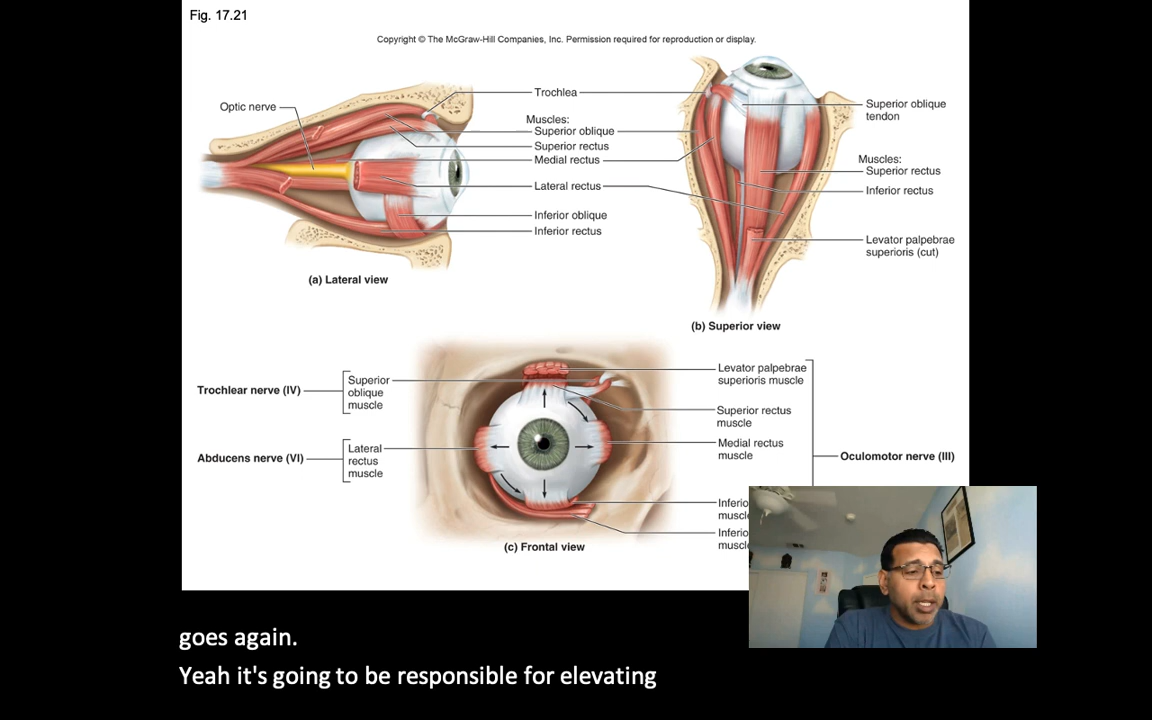 Fig. 17.21
Copyright © The McGraw-Hill Companies, Inc. Permission required for reproduction or display.
Optic nerve
Trochlea
Muscles:
Superior oblique
Superior rectus
Medial rectus
Lateral rectus
Inferior oblique
Inferior rectus
(a) Lateral view
Superior oblique
tendon
Muscles:
Superior rectus
Inferior rectus
Levator palpebrae
superioris (cut)
(b) Superior view
Trochlear nerve (IV)
Superior
oblique
muscle
Abducens nerve (VI)
Lateral
rectus
muscle
Levator palpebrae
superioris muscle
Superior rectus
muscle
Medial rectus
muscle
Oculomotor nerve (III)
(c) Frontal view
goes again.
Yeah it's going to be responsible for elevating